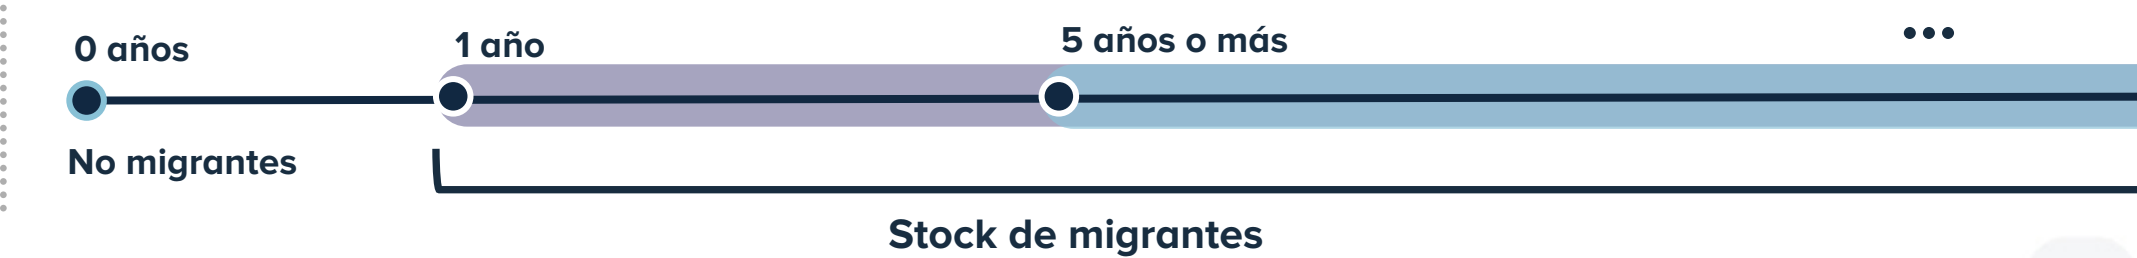 0 años
1 año
5 años o más
...
No migrantes
Stock de migrantes